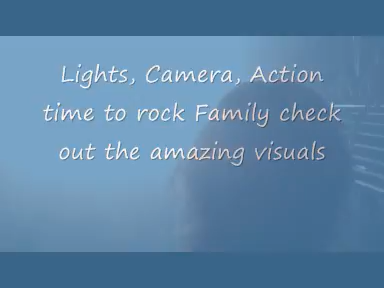 Lights, Camera, Action
time to rock Family check
out the amazing visuals